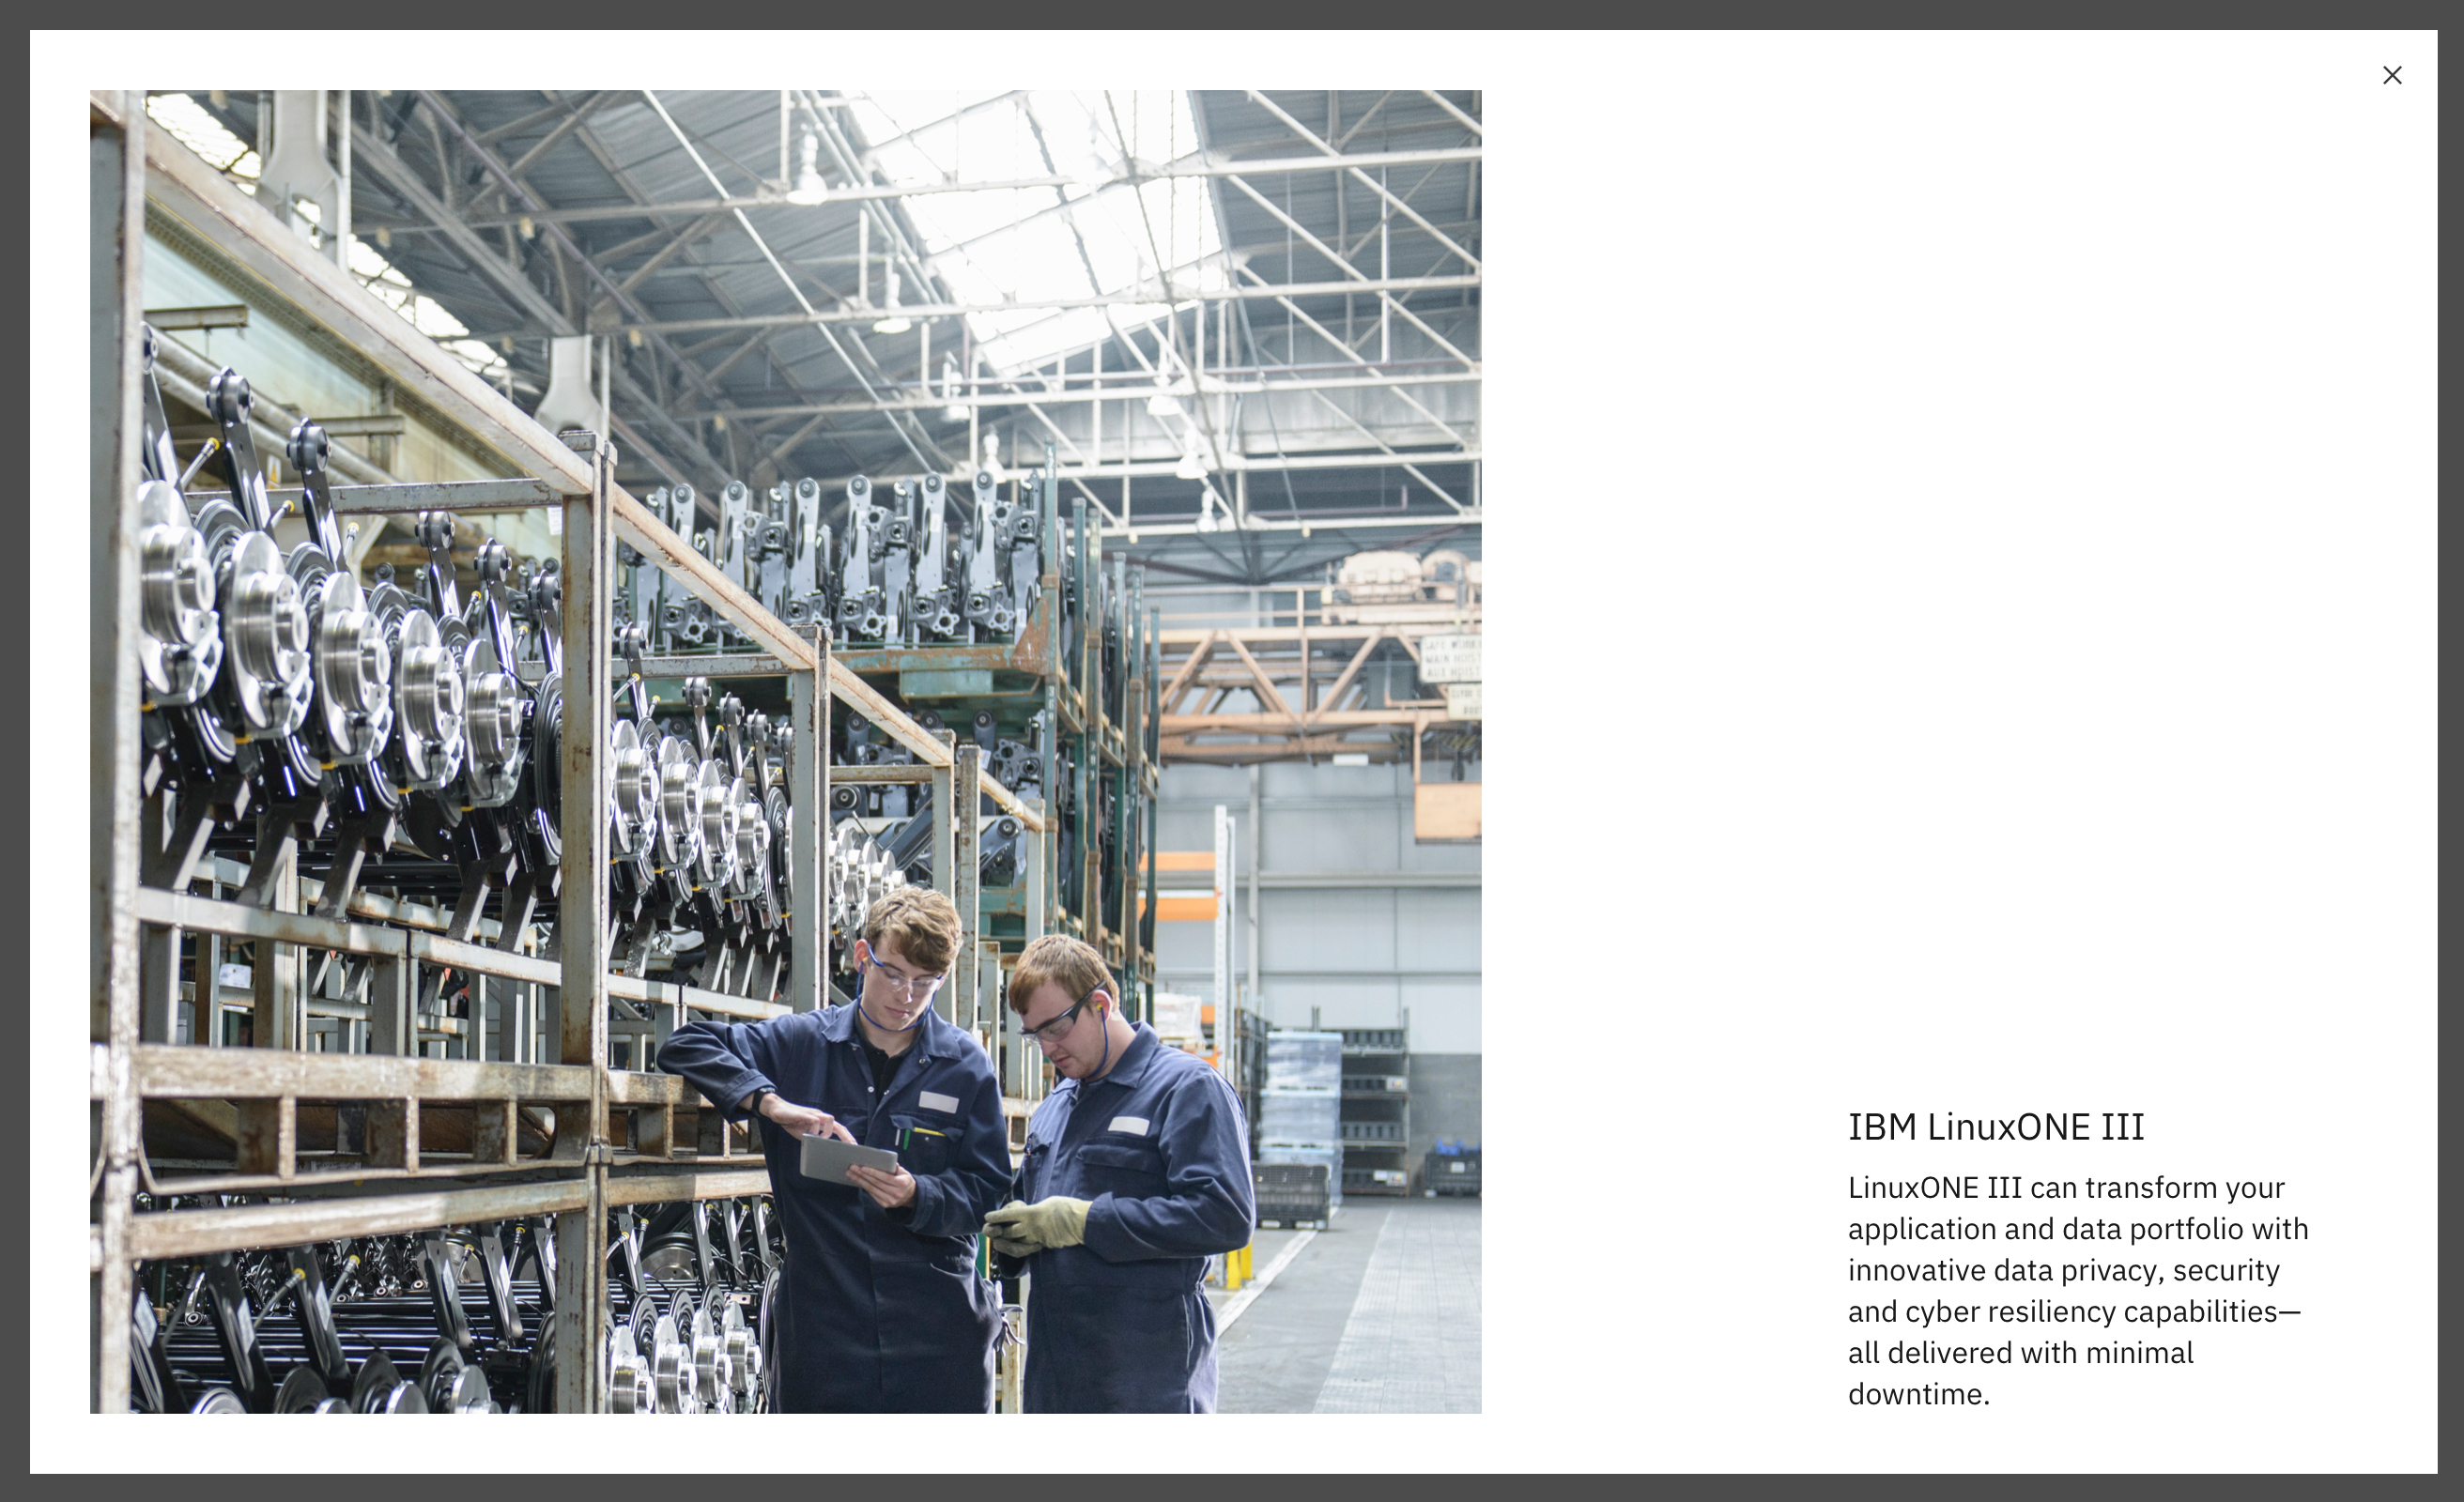 IBM LinuxONE III
LinuxONE III can transform your
application and data portfolio with
innovative data privacy, security
and cyber resiliency capabilities—
all delivered with minimal
downtime.